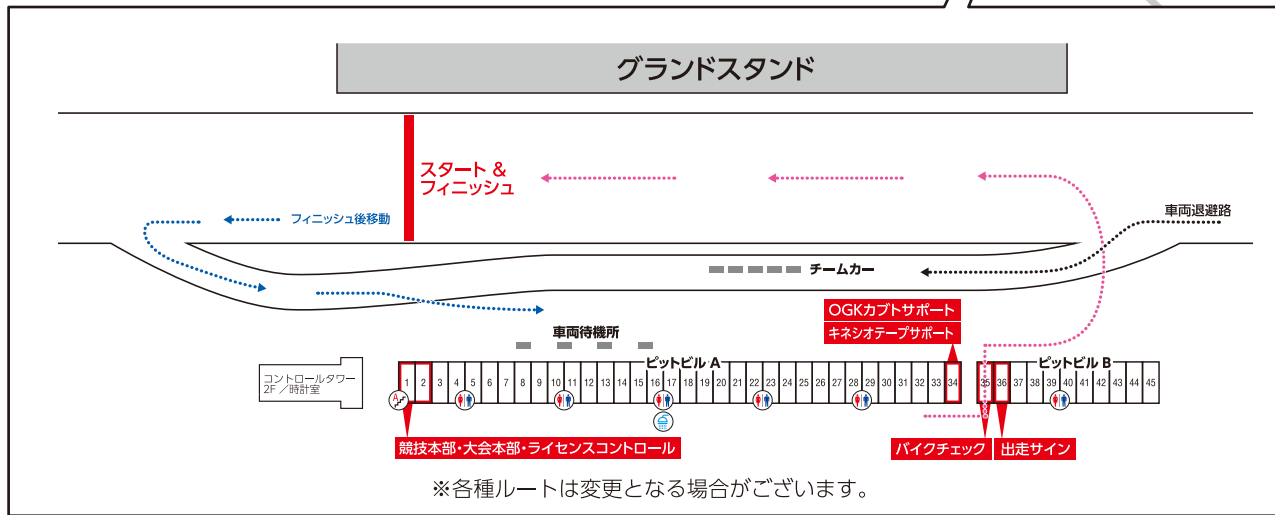 グランドスタンド
スタート &
フィニッシュ
フィニッシュ後移動
車両退避路
チームカー
OGKカブトサポート
キネシオテープサポート
車両待機所
ピットビル A
ピットビル B
コントロールタワー
2F／時計室
1 2 3 4 5 6 7 8 9 10 11 12 13 14 15 16 17 18 19 20 21 22 23 24 25 26 27 28 29 30 31 32 33 34 35 36 37 38 39 40 41 42 43 44 45
A
競技本部・大会本部・ライセンスコントロール
バイクチェック
出走サイン
※各種ルートは変更となる場合がございます。